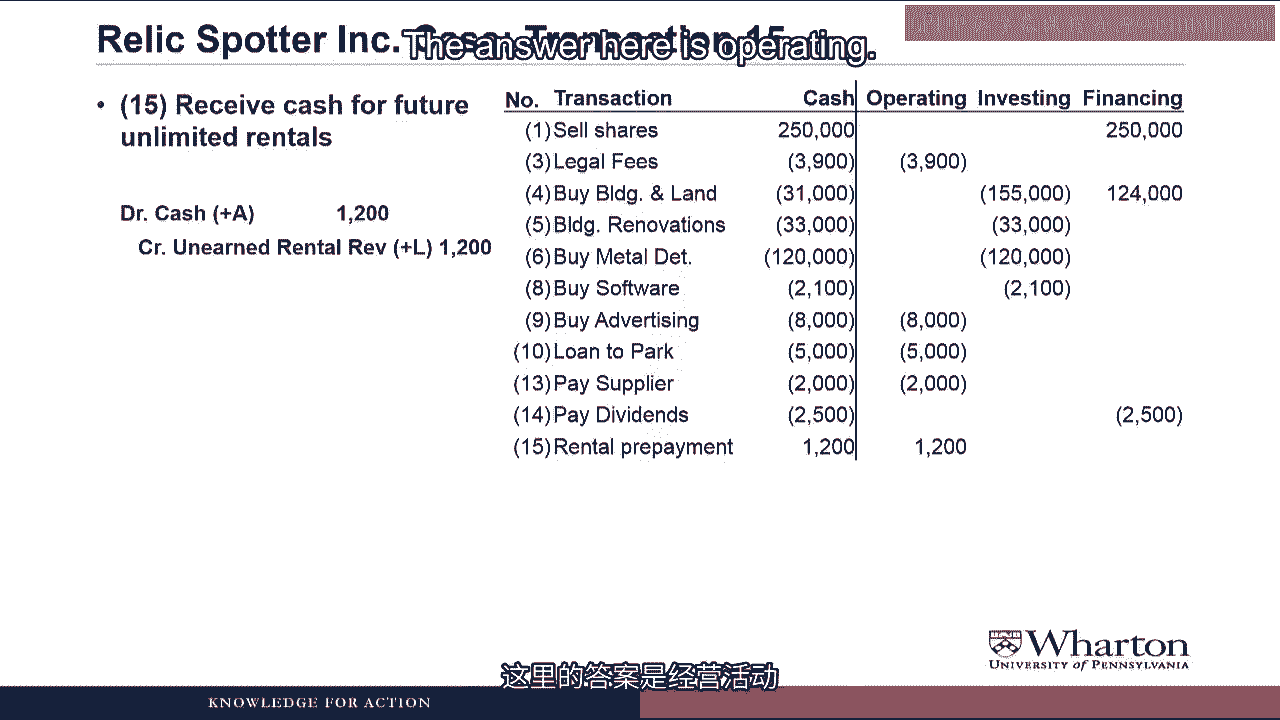 Relic Spotter Inc. Case: Transaction 15
The answer here is operating.
• (15) Receive cash for future
unlimited rentals
Dr. Cash (+A) 1,200
Cr. Unearned Rental Rev (+L) 1,200
No. Transaction Cash Operating Investing Financing
(1) Sell shares 250,000 250,000
(3) Legal Fees (3,900) (3,900)
(4) Buy Bldg. & Land (31,000) (155,000) 124,000
(5) Bldg. Renovations (33,000) (33,000)
(6) Buy Metal Det. (120,000) (120,000)
(8) Buy Software (2,100) (2,100)
(9) Buy Advertising (8,000) (8,000)
(10) Loan to Park (5,000) (5,000)
(13) Pay Supplier (2,000) (2,000)
(14) Pay Dividends (2,500) (2,500)
(15) Rental prepayment 1,200 1,200
Wharton
UNIVERSITY of PENNSYLVANIA
这里的答案是经营活动
KNOWLEDGE FOR ACTION